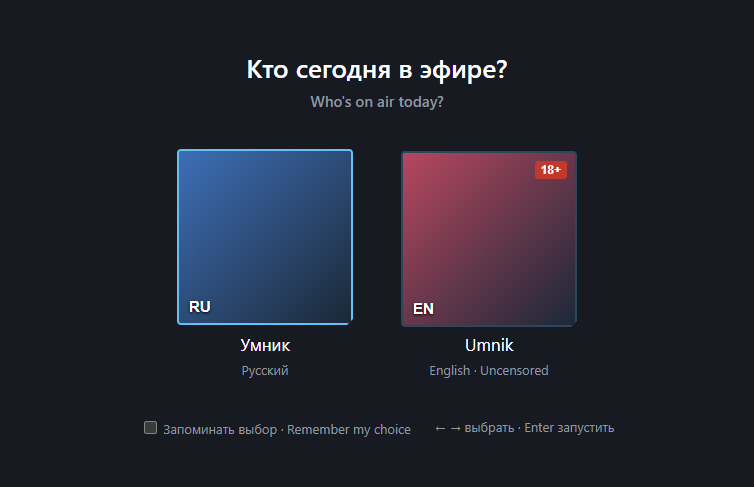 Кто сегодня в эфире?
Who's on air today?
18+
RU
EN
Умник
Umnik
Русский
English · Uncensored
Запоминать выбор · Remember my choice
← → выбрать · Enter запустить